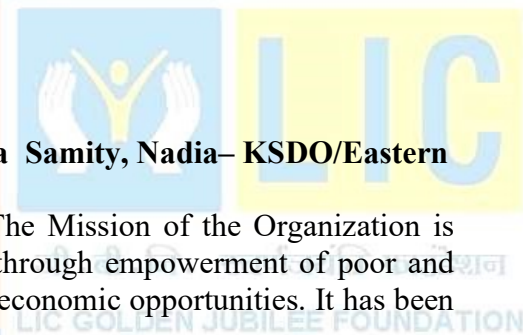 LIC
a Samity, Nadia– KSDO/Eastern
The Mission of the Organization is
through empowerment of poor and
economic opportunities. It has been
LIC GOLDEN JUBILEE FOUNDATION